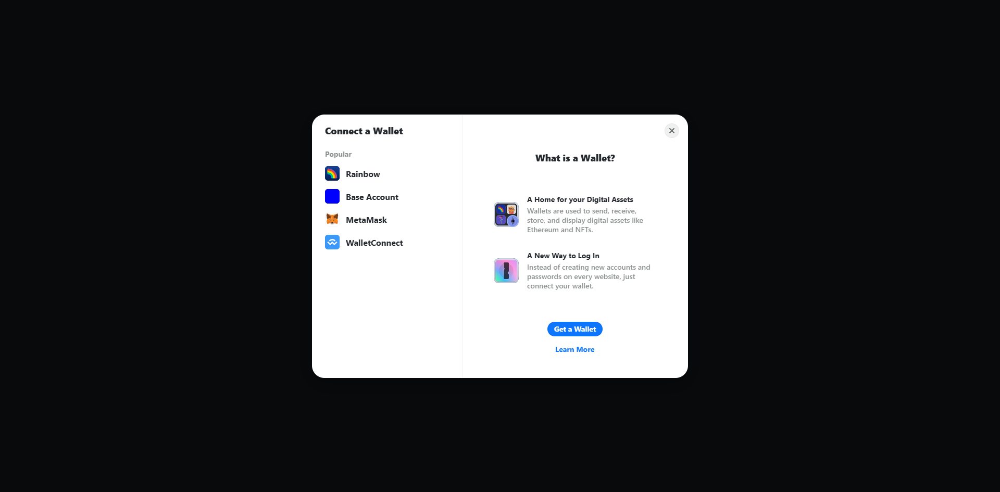 Connect a Wallet
Popular
Rainbow
Base Account
MetaMask
WalletConnect
What is a Wallet?
A Home for your Digital Assets
Wallets are used to send, receive,
store, and display digital assets like
Ethereum and NFTs.
A New Way to Log In
Instead of creating new accounts and
passwords on every website, just
connect your wallet.
Get a Wallet
Learn More